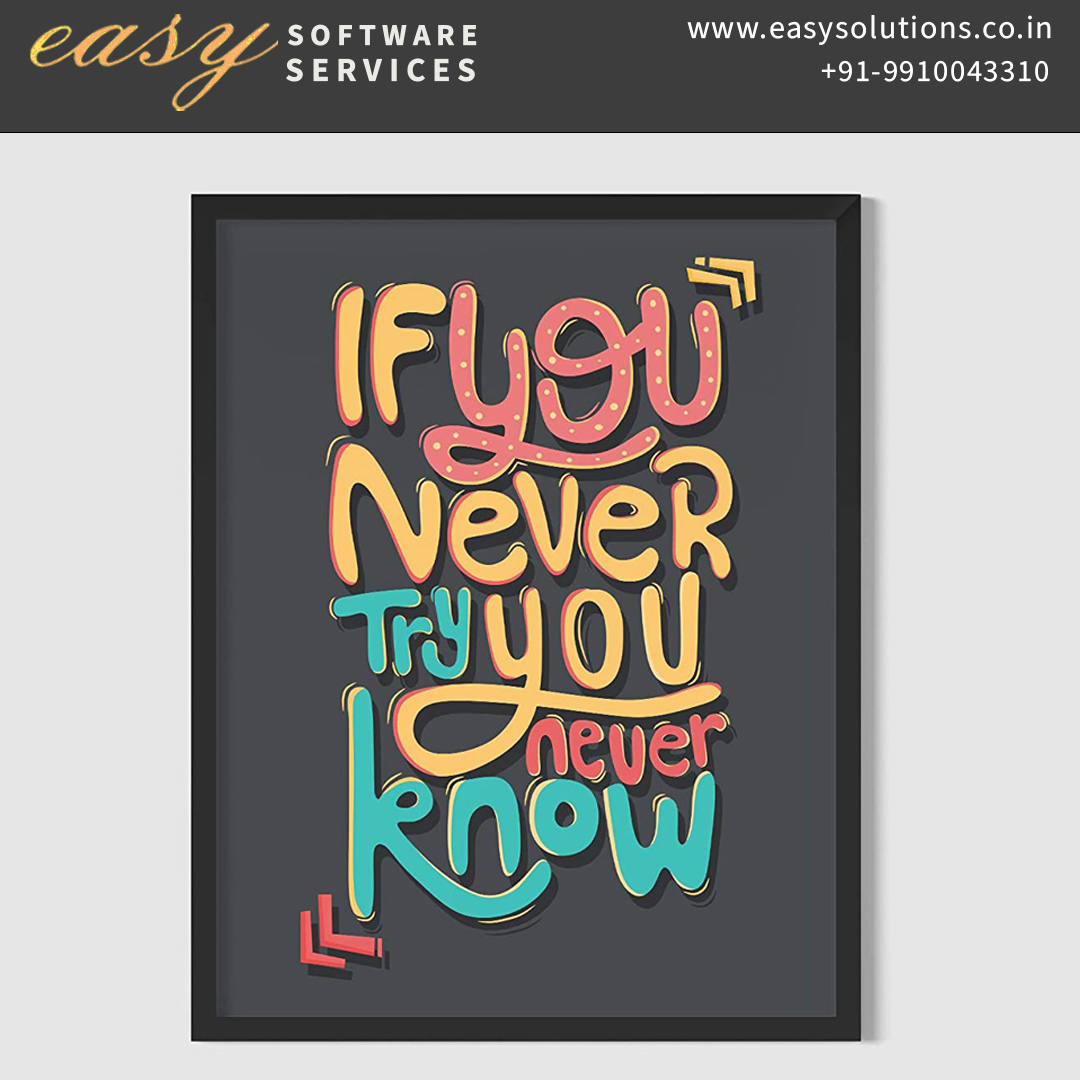 easy SOFTWARE SERVICES
www.easysolutions.co.in
+91-9910043310
IF you
Never
Try you
never
know